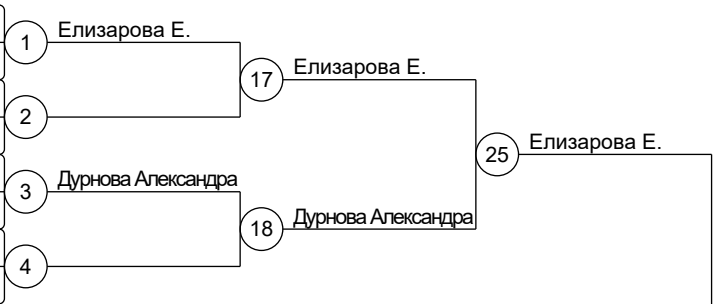 1 Елизарова Е.
17 Елизарова Е.
2
25 Елизарова Е.
3 Дурнова Александра
18 Дурнова Александра
4